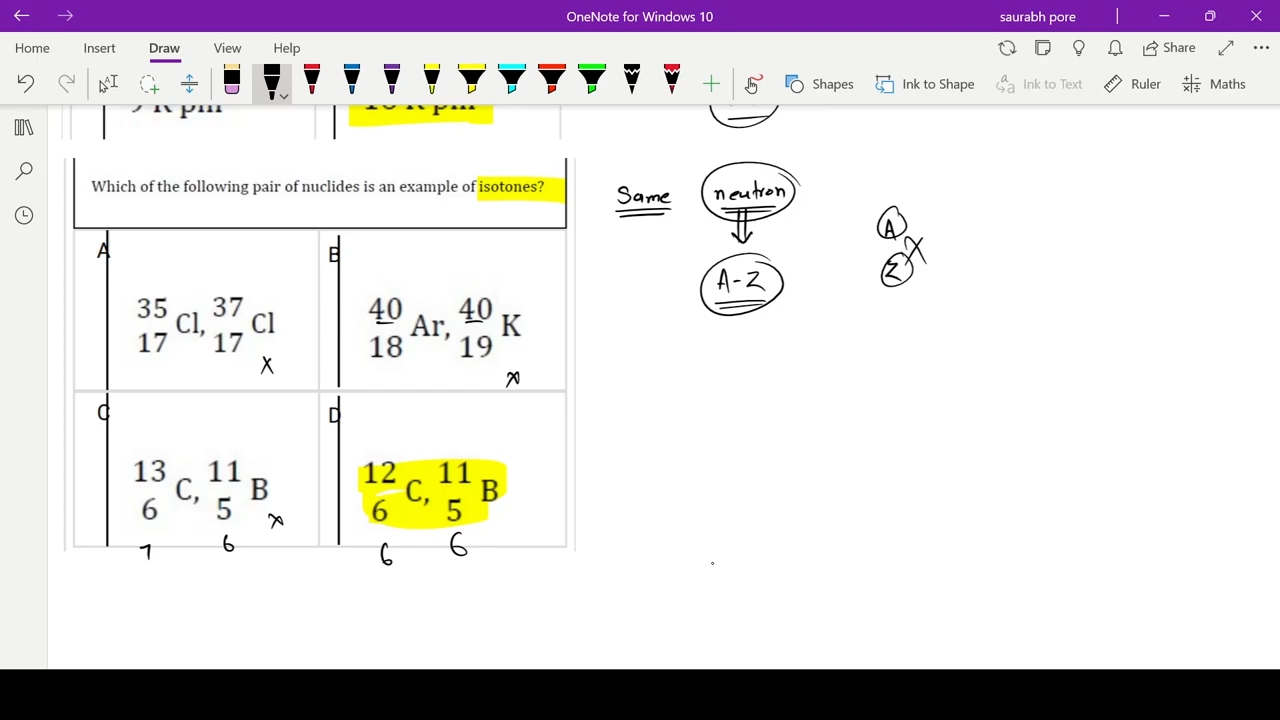 OneNote for Windows 10
saurabh pore
Home Insert Draw View Help
Share
Shapes Ink to Shape Ink to Text Ruler Maths
Which of the following pair of nuclides is an example of isotones?
A
35
17 Cl, 37
17 Cl
x
B
40
18 Ar, 40
19 K
x
C
13
6 C, 11
5 B
x
7 6
D
12
6 C, 11
5 B
6 6
Same neutron
A-Z
A
Z X